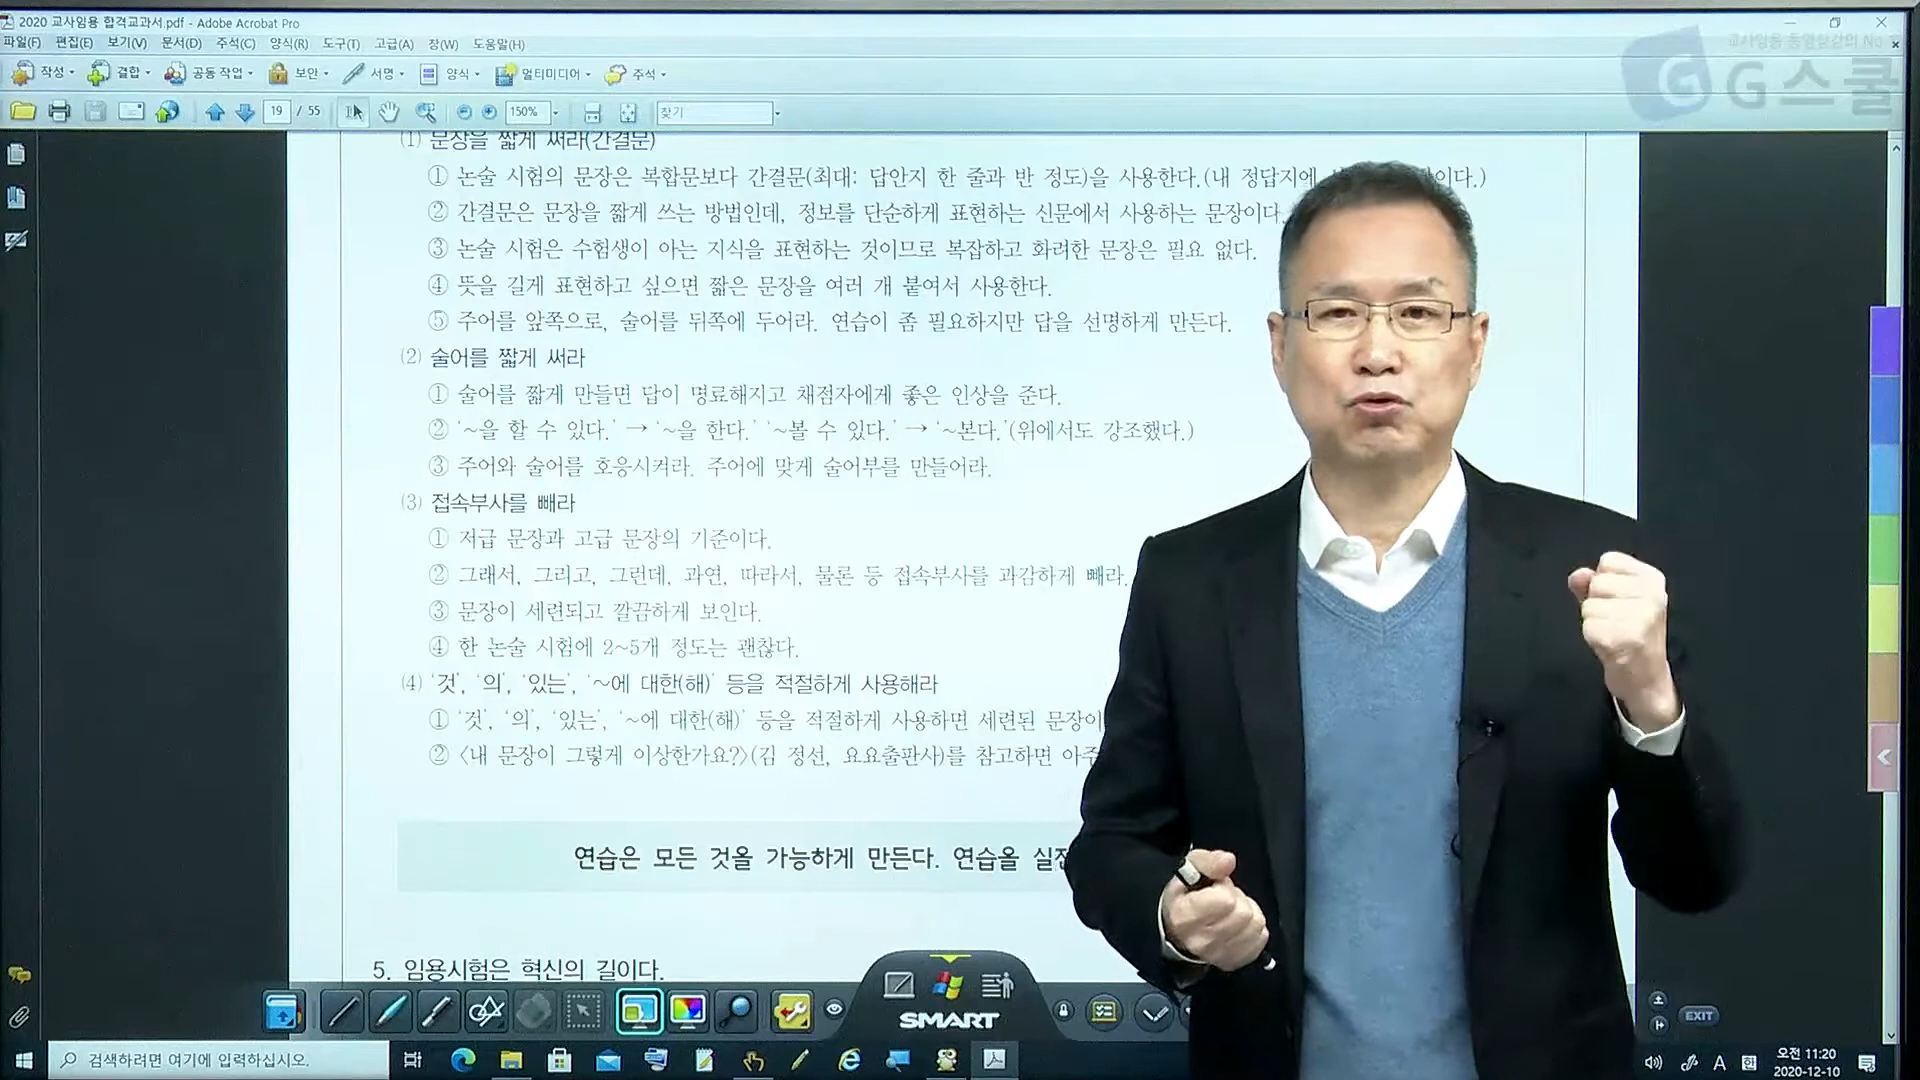 2020 교사임용 합격교과서.pdf - Adobe Acrobat Pro
파일(F) 편집(E) 보기(V) 문서(D) 주석(C) 양식(R) 도구(T) 고급(A) 창(W) 도움말(H)
교사임용 동영상강의 No
G스쿨
작성 결합 공동 작업 보안 서명 양식 멀티미디어 주석
19 / 55 150% 찾기
(1) 문장을 짧게 써라(간결문)
① 논술 시험의 문장은 복합문보다 간결문(최대: 답안지 한 줄과 반 정도)을 사용한다.(내 정답지에 이다.)
② 간결문은 문장을 짧게 쓰는 방법인데, 정보를 단순하게 표현하는 신문에서 사용하는 문장이다.
③ 논술 시험은 수험생이 아는 지식을 표현하는 것이므로 복잡하고 화려한 문장은 필요 없다.
④ 뜻을 길게 표현하고 싶으면 짧은 문장을 여러 개 붙여서 사용한다.
⑤ 주어를 앞쪽으로, 술어를 뒤쪽에 두어라. 연습이 좀 필요하지만 답을 선명하게 만든다.
(2) 술어를 짧게 써라
① 술어를 짧게 만들면 답이 명료해지고 채점자에게 좋은 인상을 준다.
② '~을 할 수 있다.' → '~을 한다.' '~볼 수 있다.' → '~본다.'(위에서도 강조했다.)
③ 주어와 술어를 호응시켜라. 주어에 맞게 술어부를 만들어라.
(3) 접속부사를 빼라
① 저급 문장과 고급 문장의 기준이다.
② 그래서, 그리고, 그런데, 과연, 따라서, 물론 등 접속부사를 과감하게 빼라.
③ 문장이 세련되고 깔끔하게 보인다.
④ 한 논술 시험에 2~5개 정도는 괜찮다.
(4) '것', '의', '있는', '~에 대한(해)' 등을 적절하게 사용해라
① '것', '의', '있는', '~에 대한(해)' 등을 적절하게 사용하면 세련된 문장이
② <내 문장이 그렇게 이상한가요?>(김 정선, 요요출판사)를 참고하면 아주
연습은 모든 것올 가능하게 만든다. 연습올 실전
5. 임용시험은 혁신의 길이다.
SMART
EXIT
검색하려면 여기에 입력하십시오.
A 한 오전 11:20
2020-12-10